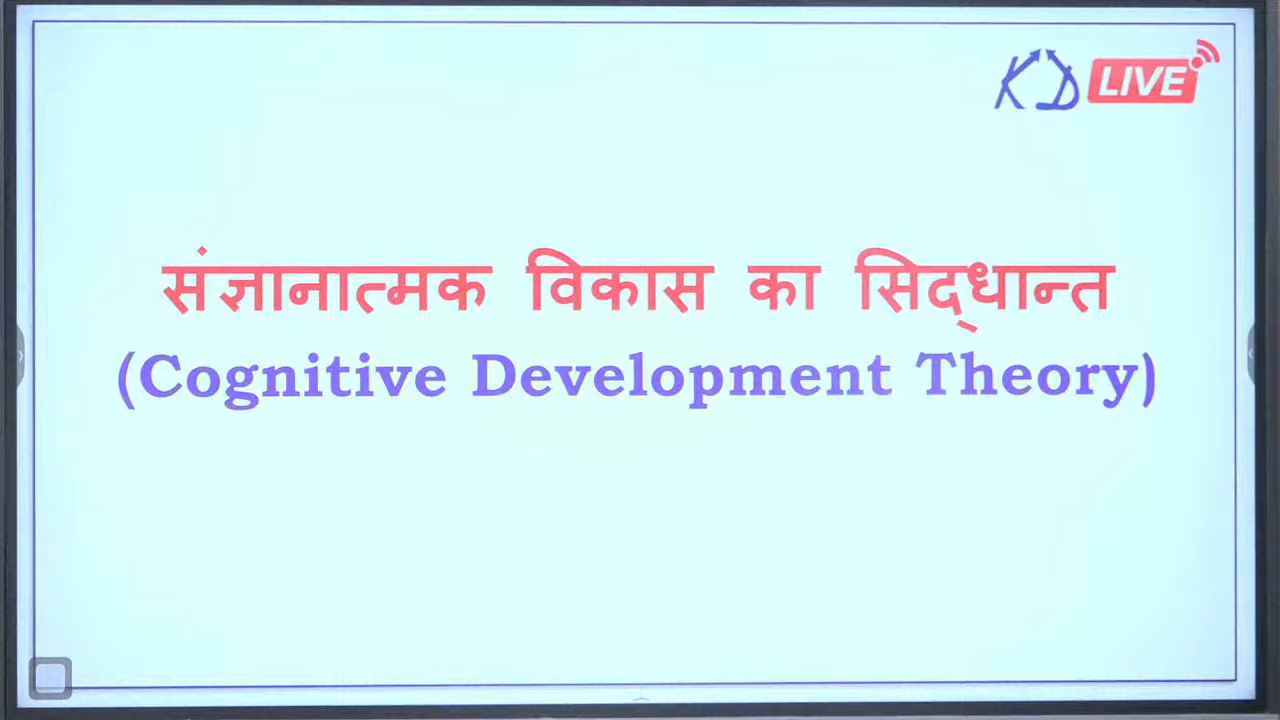 KD LIVE
संज्ञानात्मक विकास का सिद्धान्त
(Cognitive Development Theory)